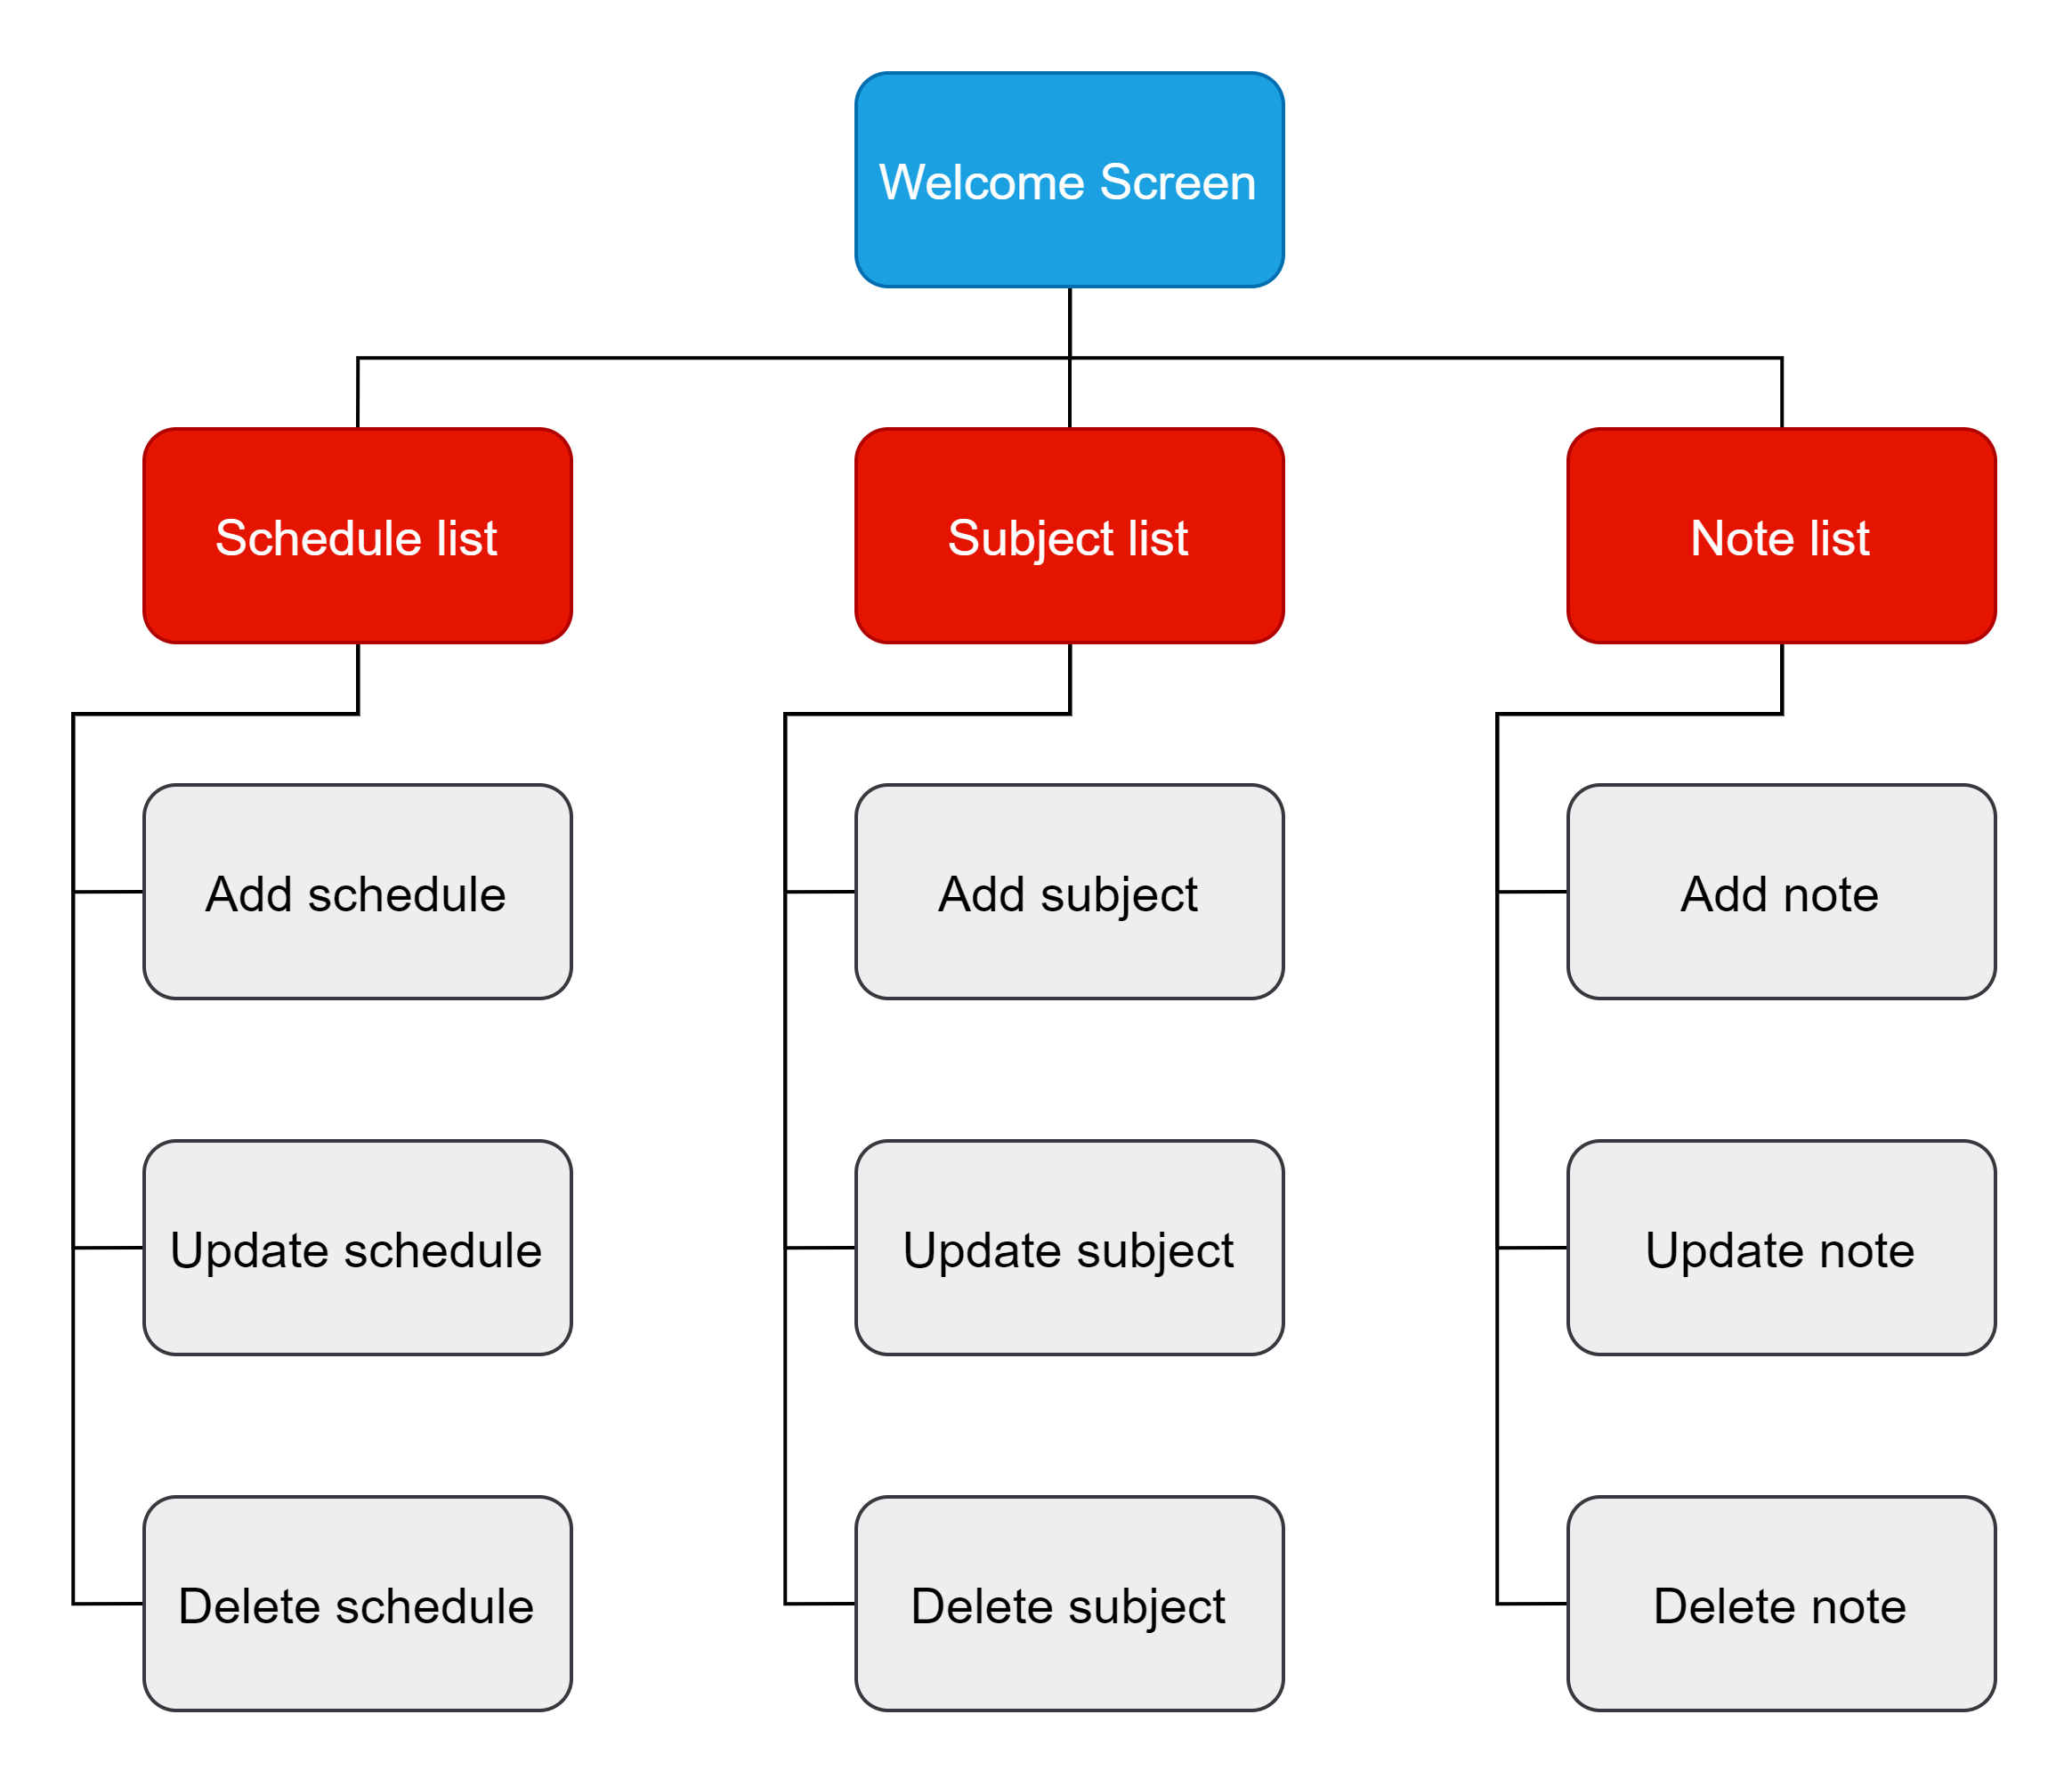 Welcome Screen
Schedule list
Subject list
Note list
Add schedule
Add subject
Add note
Update schedule
Update subject
Update note
Delete schedule
Delete subject
Delete note